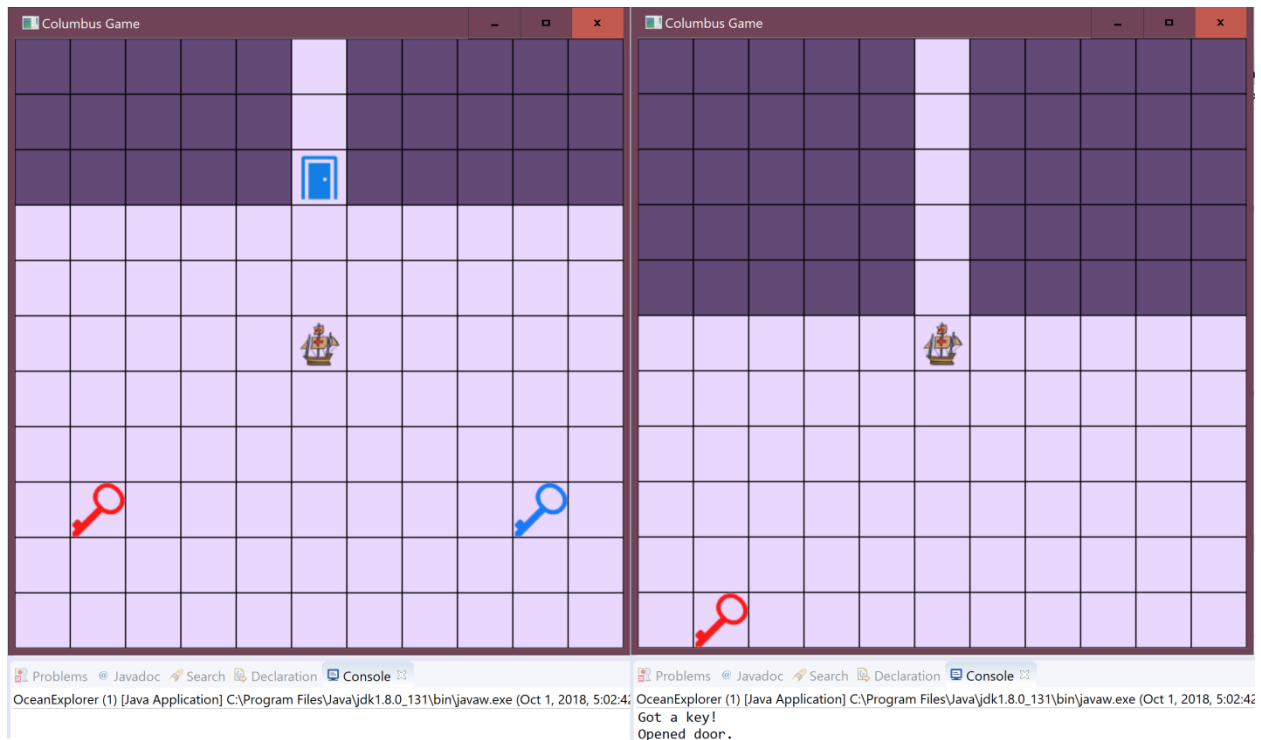 Columbus Game
Problems @ Javadoc Search Declaration Console
OceanExplorer (1) [Java Application] C:\Program Files\Java\jdk1.8.0_131\bin\javaw.exe (Oct 1, 2018, 5:02:42
Columbus Game
Problems @ Javadoc Search Declaration Console
OceanExplorer (1) [Java Application] C:\Program Files\Java\jdk1.8.0_131\bin\javaw.exe (Oct 1, 2018, 5:02:42
Got a key!
Opened door.